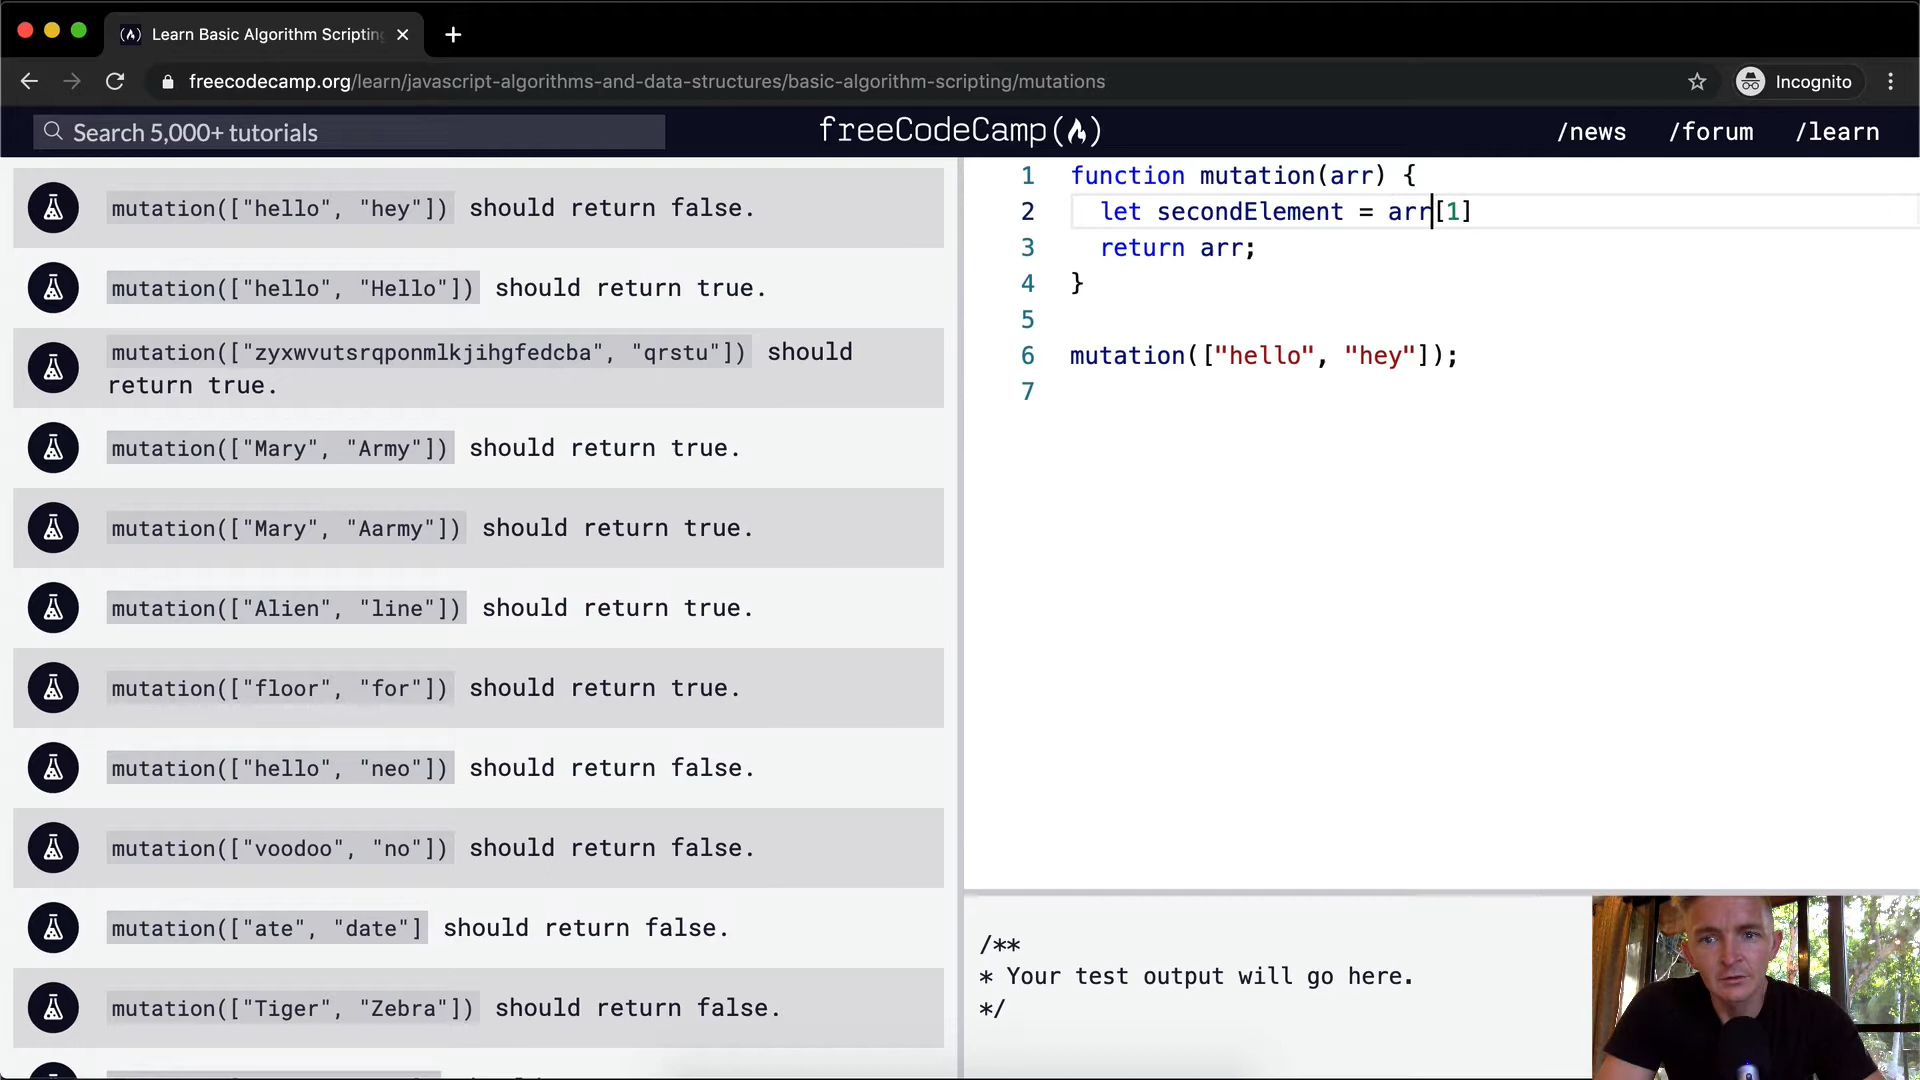 Learn Basic Algorithm Scripting
freecodecamp.org/learn/javascript-algorithms-and-data-structures/basic-algorithm-scripting/mutations
Incognito
Search 5,000+ tutorials
freeCodeCamp
/news
/forum
/learn
mutation(["hello", "hey"]) should return false.
mutation(["hello", "Hello"]) should return true.
mutation(["zyxwvutsrqponmlkjihgfedcba", "qrstu"]) should
return true.
mutation(["Mary", "Army"]) should return true.
mutation(["Mary", "Aarmy"]) should return true.
mutation(["Alien", "line"]) should return true.
mutation(["floor", "for"]) should return true.
mutation(["hello", "neo"]) should return false.
mutation(["voodoo", "no"]) should return false.
mutation(["ate", "date"] should return false.
mutation(["Tiger", "Zebra"]) should return false.
1 function mutation(arr) {
2 let secondElement = arr[1]
3 return arr;
4 }
5
6 mutation(["hello", "hey"]);
7
/**
* Your test output will go here.
*/